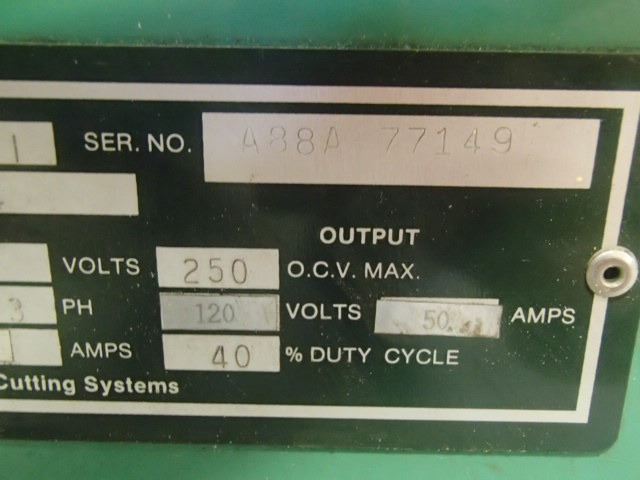 1 SER. NO. A88A 77149
OUTPUT
VOLTS 250 O.C.V. MAX.
3 PH 120 VOLTS 50 AMPS
AMPS 40 % DUTY CYCLE
Cutting Systems